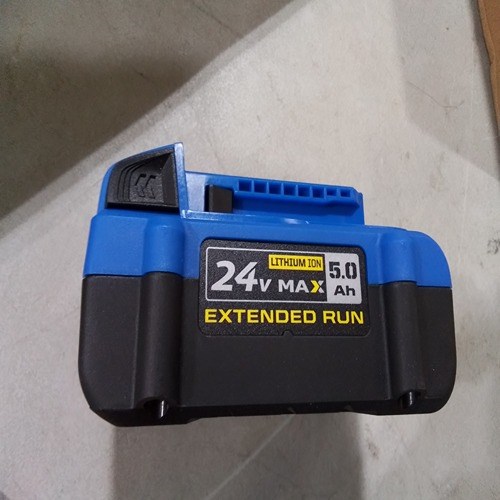 LITHIUM ION
24V MAX
5.0
Ah
EXTENDED RUN